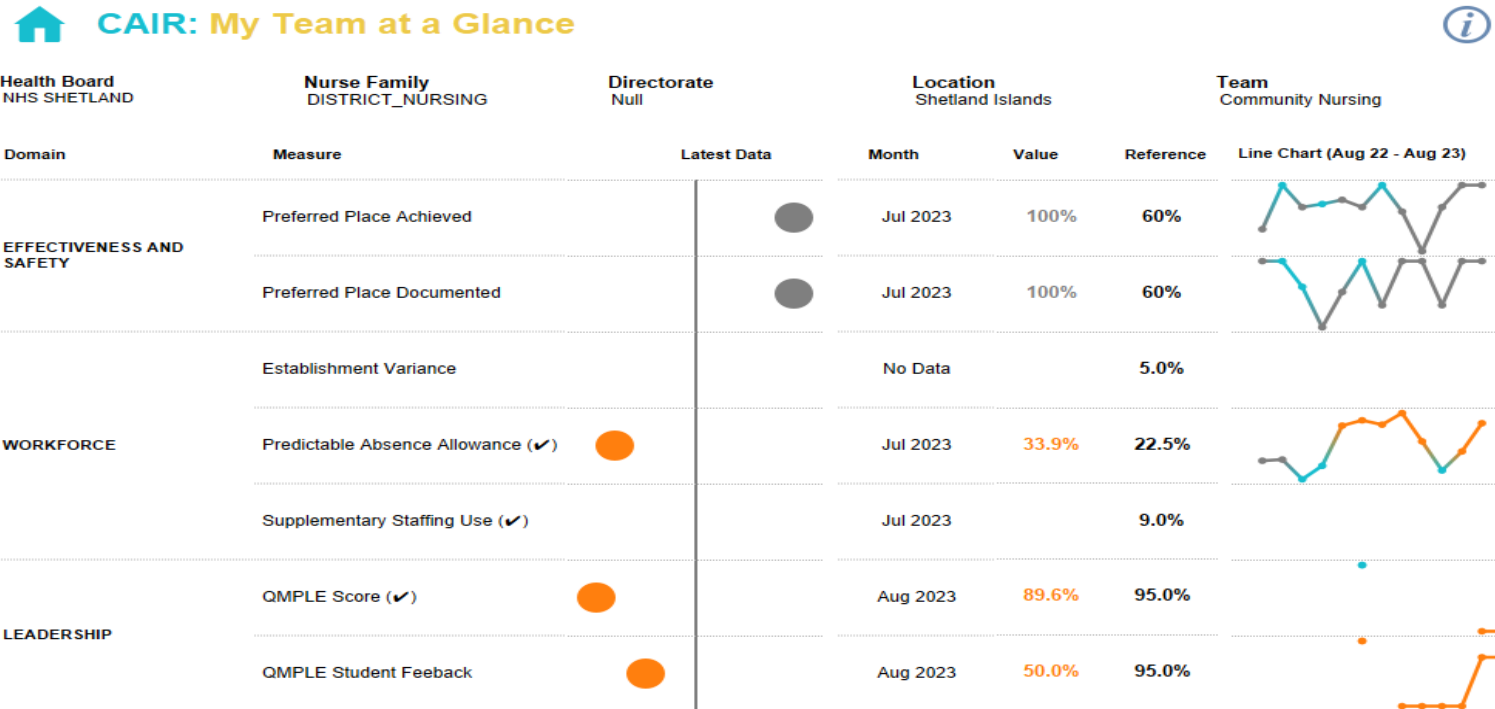 CAIR: My Team at a Glance
i
Health Board Nurse Family Directorate Location Team
NHS SHETLAND DISTRICT_NURSING Null Shetland Islands Community Nursing
Domain Measure Latest Data Month Value Reference Line Chart (Aug 22 - Aug 23)
Preferred Place Achieved Jul 2023 100% 60%
EFFECTIVENESS AND
SAFETY
Preferred Place Documented Jul 2023 100% 60%
Establishment Variance No Data 5.0%
WORKFORCE Predictable Absence Allowance (✔) Jul 2023 33.9% 22.5%
Supplementary Staffing Use (✔) Jul 2023 9.0%
QMPLE Score (✔) Aug 2023 89.6% 95.0%
LEADERSHIP
QMPLE Student Feeback Aug 2023 50.0% 95.0%